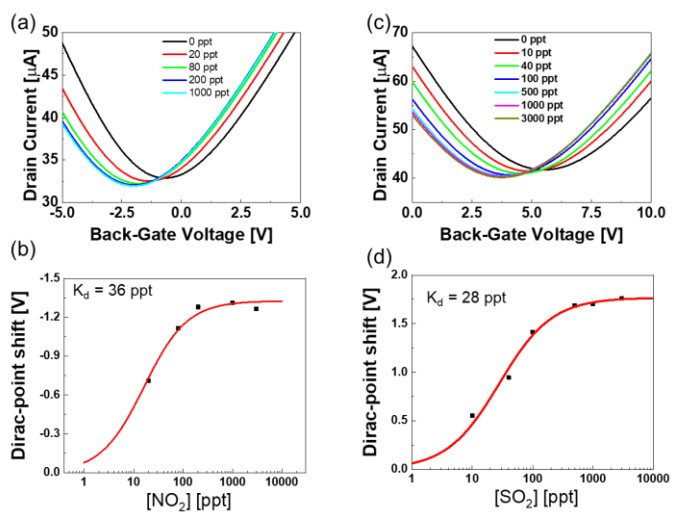 (a)
50
45
40
35
30
Drain Current [µA]
0 ppt
20 ppt
80 ppt
200 ppt
1000 ppt
-5.0 -2.5 0.0 2.5 5.0
Back-Gate Voltage [V]
(c)
70
60
50
40
Drain Current [µA]
0 ppt
10 ppt
40 ppt
100 ppt
500 ppt
1000 ppt
3000 ppt
0.0 2.5 5.0 7.5 10.0
Back-Gate Voltage [V]
(b)
-1.5
-1.2
-0.9
-0.6
-0.3
0.0
Dirac-point shift [V]
Kd = 36 ppt
1 10 100 1000 10000
[NO2] [ppt]
(d)
2.0
1.5
1.0
0.5
0.0
Dirac-point shift [V]
Kd = 28 ppt
1 10 100 1000 10000
[SO2] [ppt]